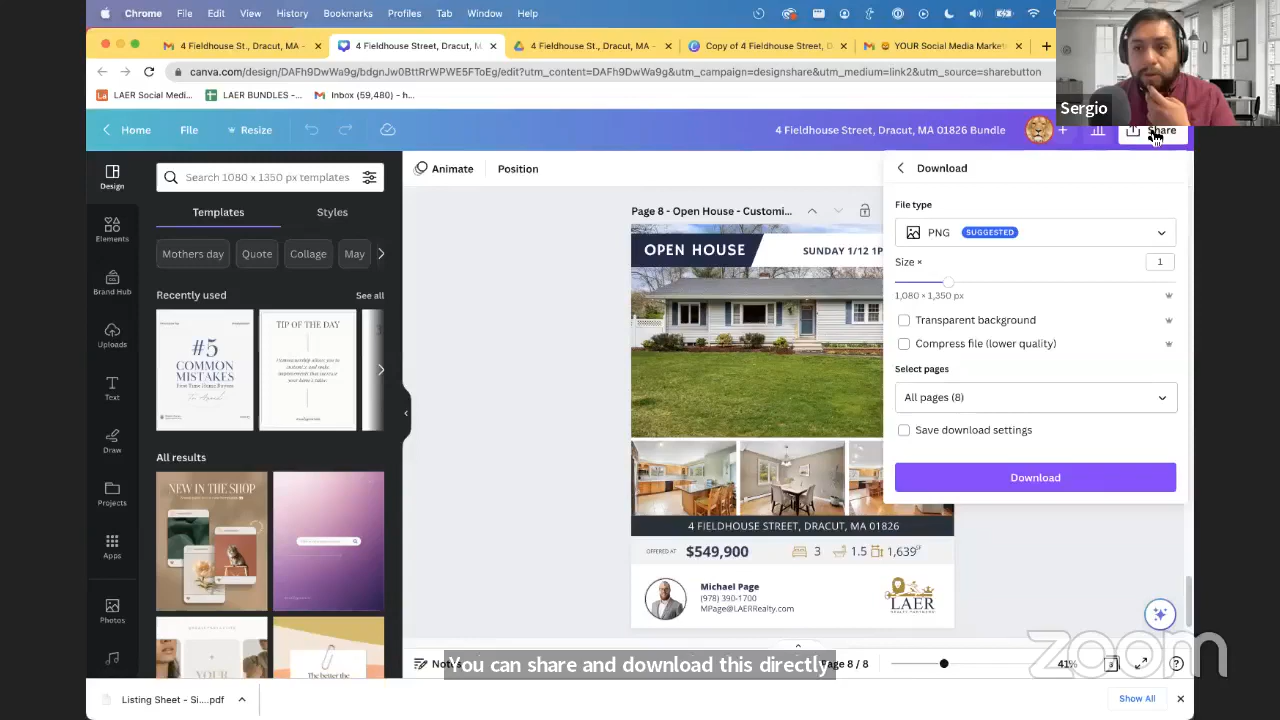 Chrome File Edit View History Bookmarks Profiles Tab Window Help
4 Fieldhouse St., Dracut, MA -
4 Fieldhouse Street, Dracut, M
4 Fieldhouse St., Dracut, MA -
Copy of 4 Fieldhouse Street, D
YOUR Social Media Market
canva.com/design/DAFh9DwWa9g/bdgnJw0BttRrWPWE5FToEg/edit?utm_content=DAFh9DwWa9g&utm_campaign=designshare&utm_medium=link2&utm_source=sharebutton
LAER Social Medi...
LAER BUNDLES -...
Inbox (59,480) - h...
Sergio
Home File Resize
4 Fieldhouse Street, Dracut, MA 01826 Bundle
Share
Design
Elements
Brand Hub
Uploads
Text
Draw
Projects
Apps
Photos
Search 1080 x 1350 px templates
Templates Styles
Mothers day Quote Collage May
Recently used See all
#5
COMMON
MISTAKES
TIP OF THE DAY
All results
NEW IN THE SHOP
The better the
Animate Position
Page 8 - Open House - Customi...
OPEN HOUSE
SUNDAY 1/12 1P
4 FIELDHOUSE STREET, DRACUT, MA 01826
OFFERED AT $549,900 3 1.5 1,639SF
Michael Page
(978) 390-1700
MPage@LAERRealty.com
LAER
REALTY PARTNERS
Download
File type
PNG SUGGESTED
Size × 1
1,080 × 1,350 px
Transparent background
Compress file (lower quality)
Select pages
All pages (8)
Save download settings
Download
Notes
You can share and download this directly
Page 8 / 8
41%
8
zoom
Listing Sheet - Si....pdf
Show All